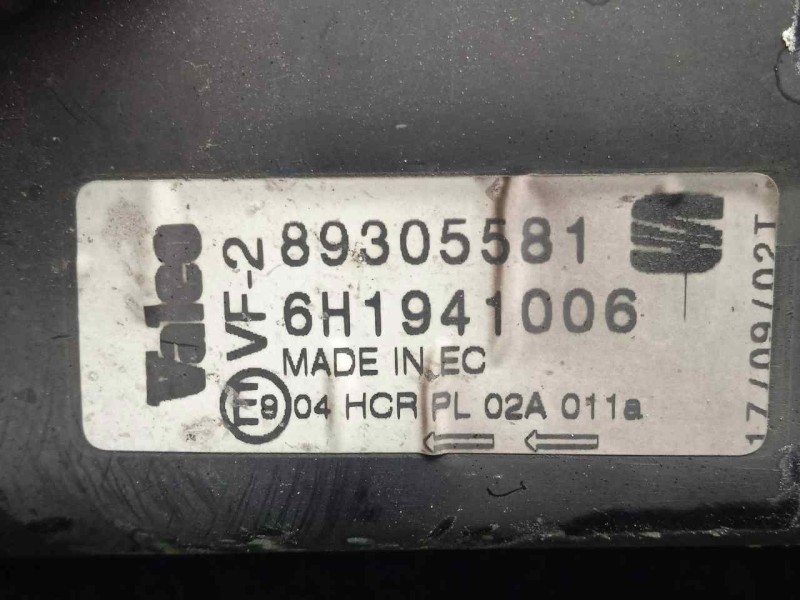 Valeo
VF-2
89305581
6H1941006
MADE IN EC
E9 04 HCR PL 02A 011a
17/09/02T